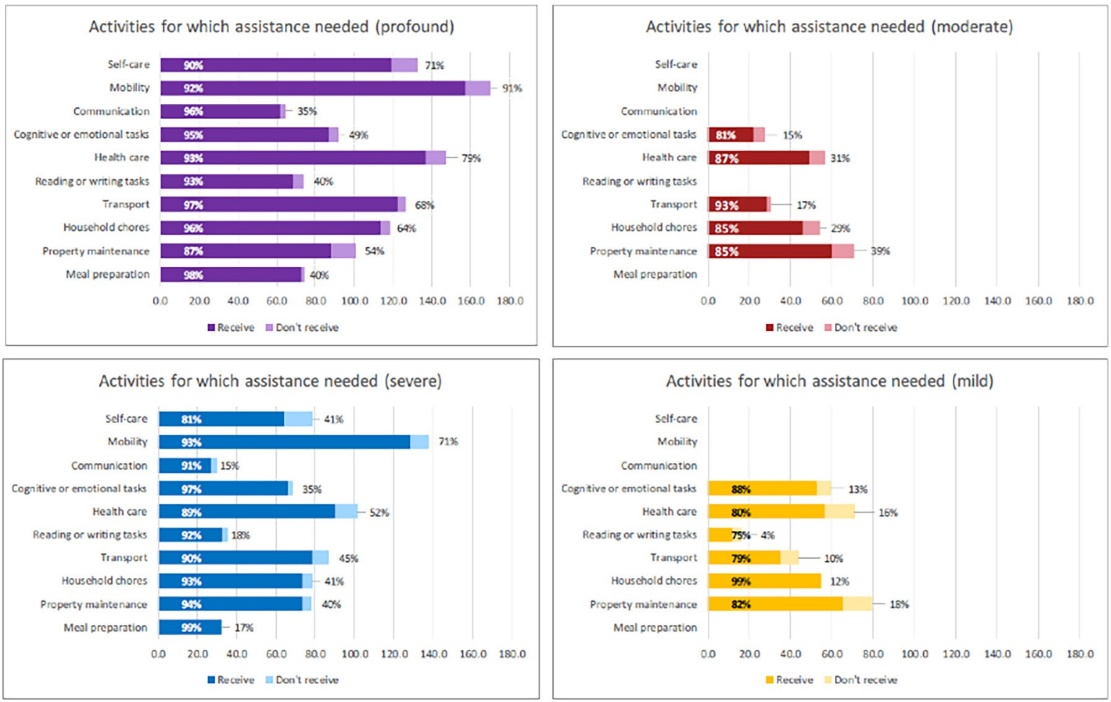 Activities for which assistance needed (profound)
Self-care 90% 71%
Mobility 92% 91%
Communication 96% 35%
Cognitive or emotional tasks 95% 49%
Health care 93% 79%
Reading or writing tasks 93% 40%
Transport 97% 68%
Household chores 96% 64%
Property maintenance 87% 54%
Meal preparation 98% 40%
0.0 20.0 40.0 60.0 80.0 100.0 120.0 140.0 160.0 180.0
Receive Don't receive
Activities for which assistance needed (moderate)
Self-care
Mobility
Communication
Cognitive or emotional tasks 81% 15%
Health care 87% 31%
Reading or writing tasks
Transport 93% 17%
Household chores 85% 29%
Property maintenance 85% 39%
Meal preparation
0.0 20.0 40.0 60.0 80.0 100.0 120.0 140.0 160.0 180.0
Receive Don't receive
Activities for which assistance needed (severe)
Self-care 81% 41%
Mobility 93% 71%
Communication 91% 15%
Cognitive or emotional tasks 97% 35%
Health care 89% 52%
Reading or writing tasks 92% 18%
Transport 90% 45%
Household chores 93% 41%
Property maintenance 94% 40%
Meal preparation 99% 17%
0.0 20.0 40.0 60.0 80.0 100.0 120.0 140.0 160.0 180.0
Receive Don't receive
Activities for which assistance needed (mild)
Self-care
Mobility
Communication
Cognitive or emotional tasks 88% 13%
Health care 80% 16%
Reading or writing tasks 75% 4%
Transport 79% 10%
Household chores 99% 12%
Property maintenance 82% 18%
Meal preparation
0.0 20.0 40.0 60.0 80.0 100.0 120.0 140.0 160.0 180.0
Receive Don't receive